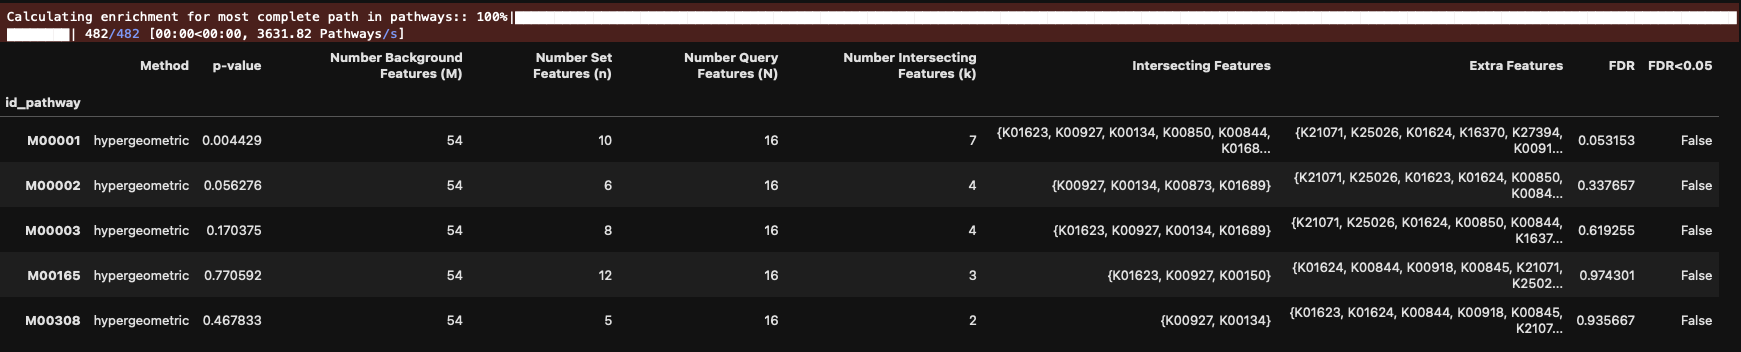 Calculating enrichment for most complete path in pathways:: 100%|
| 482/482 [00:00<00:00, 3631.82 Pathways/s]
Method p-value Number Background Features (M) Number Set Features (n) Number Query Features (N) Number Intersecting Features (k) Intersecting Features Extra Features FDR FDR<0.05
id_pathway
M00001 hypergeometric 0.004429 54 10 16 7 {K01623, K00927, K00134, K00850, K00844, K0168... {K21071, K25026, K01624, K16370, K27394, K0091... 0.053153 False
M00002 hypergeometric 0.056276 54 6 16 4 {K00927, K00134, K00873, K01689} {K21071, K25026, K01623, K01624, K00850, K0084... 0.337657 False
M00003 hypergeometric 0.170375 54 8 16 4 {K01623, K00927, K00134, K01689} {K21071, K25026, K01624, K00850, K00844, K1637... 0.619255 False
M00165 hypergeometric 0.770592 54 12 16 3 {K01623, K00927, K00150} {K01624, K00844, K00918, K00845, K21071, K2502... 0.974301 False
M00308 hypergeometric 0.467833 54 5 16 2 {K00927, K00134} {K01623, K01624, K00844, K00918, K00845, K2107... 0.935667 False